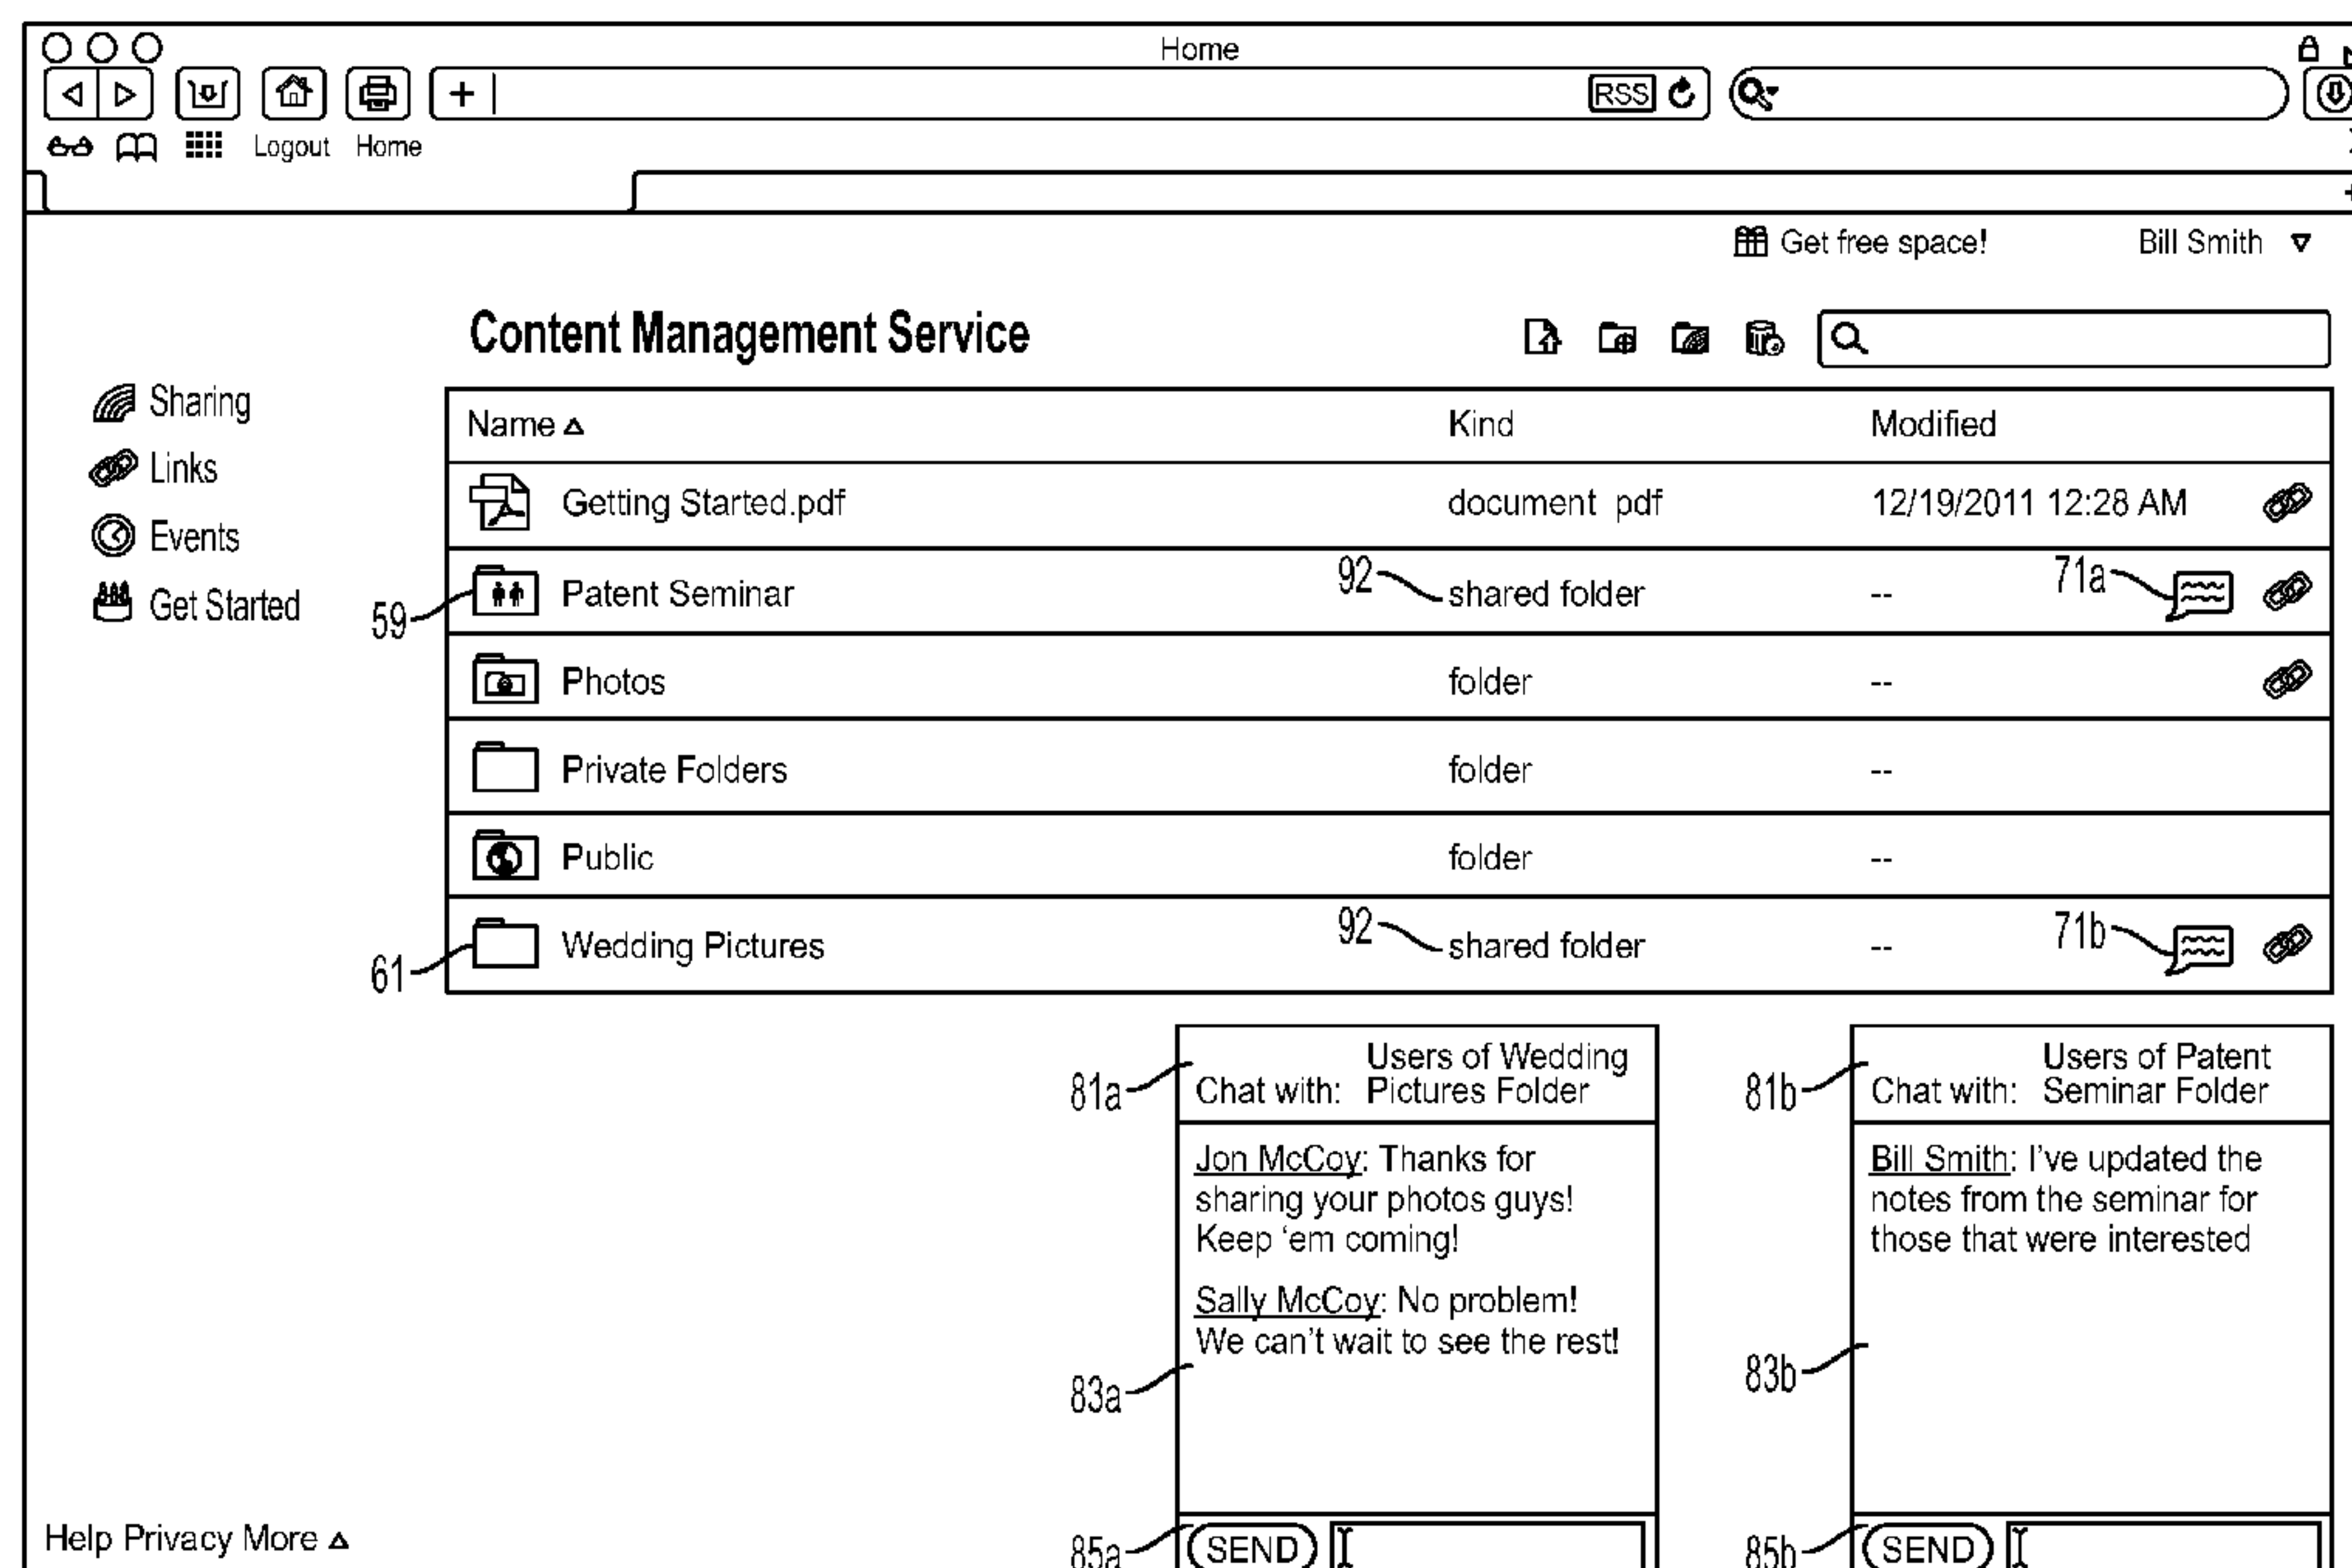 Home
RSS
Logout Home
Get free space! Bill Smith
Content Management Service
Sharing
Links
Events
Get Started
Name Kind Modified
Getting Started.pdf document pdf 12/19/2011 12:28 AM
59 Patent Seminar 92 shared folder -- 71a
Photos folder --
Private Folders folder --
Public folder --
61 Wedding Pictures 92 shared folder -- 71b
81a
Users of Wedding
Chat with: Pictures Folder
Jon McCoy: Thanks for
sharing your photos guys!
Keep ‘em coming!
Sally McCoy: No problem!
We can’t wait to see the rest!
83a
85a SEND
81b
Users of Patent
Chat with: Seminar Folder
Bill Smith: I’ve updated the
notes from the seminar for
those that were interested
83b
85b SEND
Help Privacy More